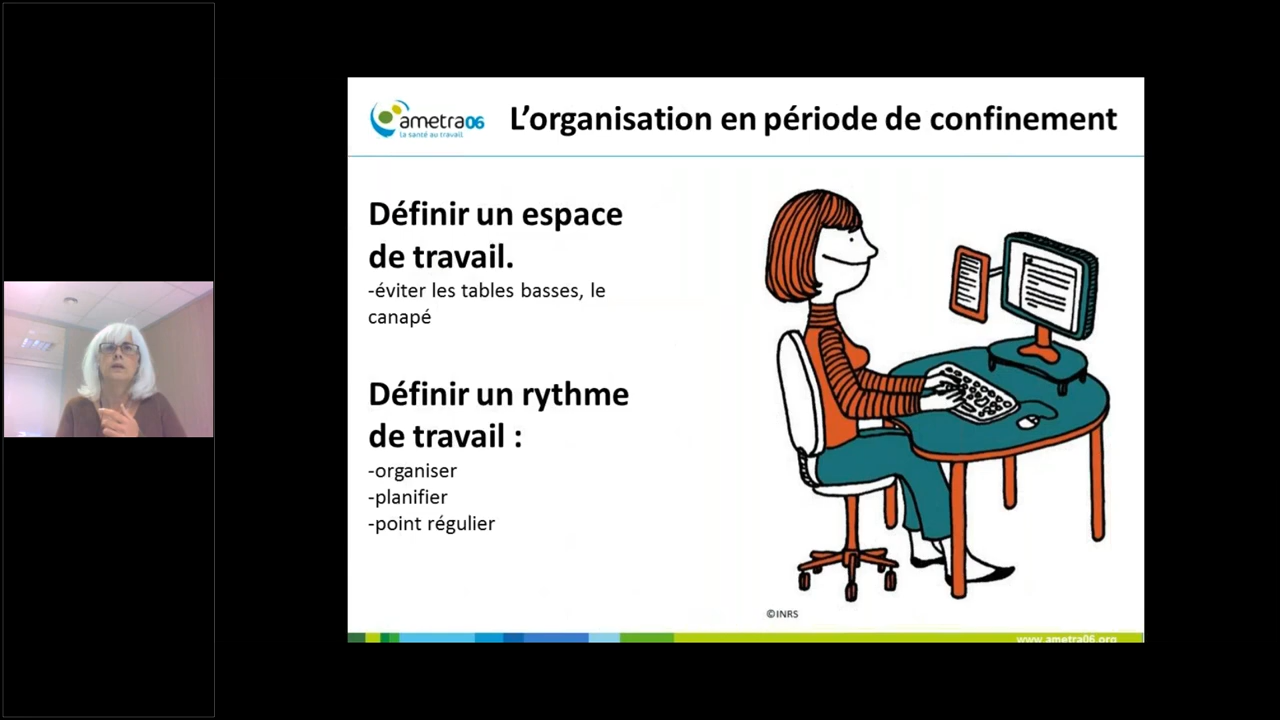 ametra06
la santé au travail
L'organisation en période de confinement
Définir un espace
de travail.
-éviter les tables basses, le
canapé
Définir un rythme
de travail :
-organiser
-planifier
-point régulier
©INRS
www.ametra06.org